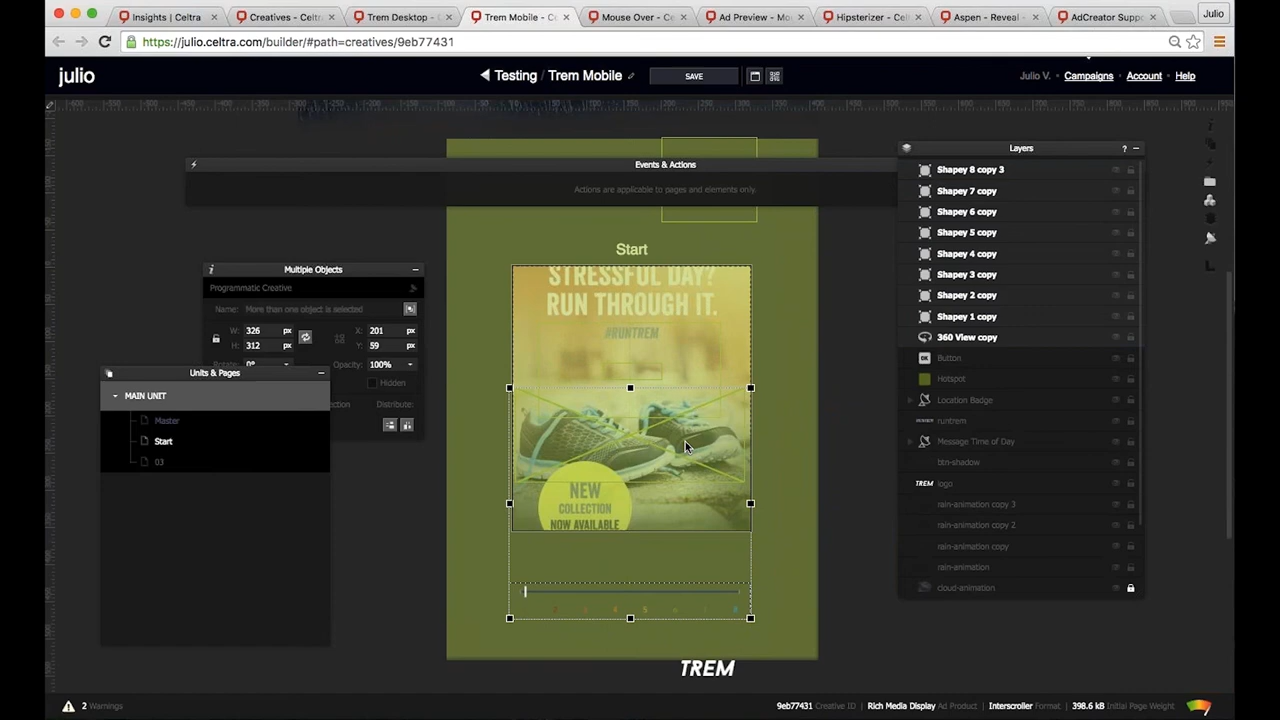 Insights | Celtra
Creatives - Celtra
Trem Desktop - C
Trem Mobile - Ce
Mouse Over - Ce
Ad Preview - Mo
Hipsterizer - Ce
Aspen - Reveal -
AdCreator Suppo
Julio
https://julio.celtra.com/builder/#path=creatives/9eb77431
julio
Testing / Trem Mobile
SAVE
Julio V.
Campaigns
Account
Help
Events & Actions
Actions are applicable to pages and elements only.
Layers
?
Shapey 8 copy 3
Shapey 7 copy
Shapey 6 copy
Shapey 5 copy
Shapey 4 copy
Shapey 3 copy
Shapey 2 copy
Shapey 1 copy
360 View copy
Button
Hotspot
Location Badge
runtrem
Message Time of Day
btn-shadow
TREM logo
rain-animation copy 3
rain-animation copy 2
rain-animation copy
rain-animation
cloud-animation
Multiple Objects
Programmatic Creative
Name: More than one object is selected
W: 326 px X: 201 px
H: 312 px Y: 59 px
Opacity: 100%
Hidden
Distribute:
Units & Pages
MAIN UNIT
Master
Start
03
Start
STRESSFUL DAY?
RUN THROUGH IT.
#RUNTREM
NEW
COLLECTION
NOW AVAILABLE
TREM
2 Warnings
9eb77431 Creative ID
Rich Media Display Ad Product
Interscroller Format
398.6 kB Initial Page Weight